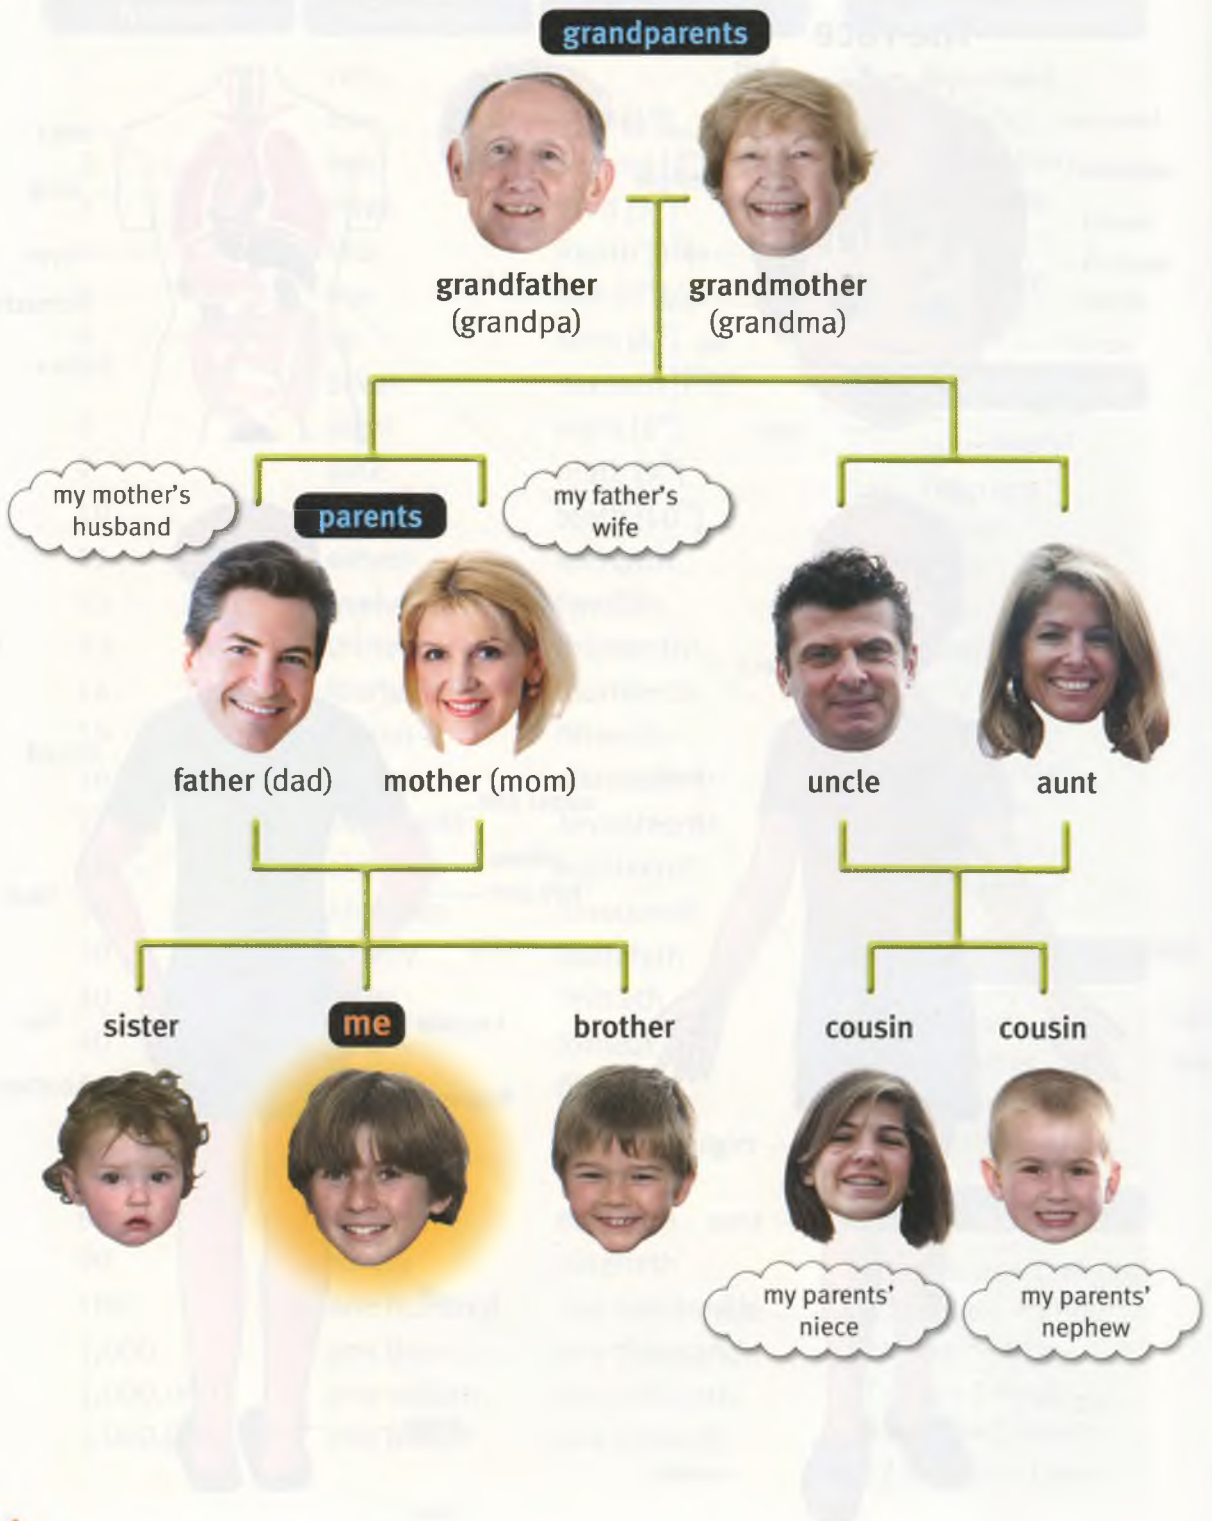 grandparents
grandfather
(grandpa)
grandmother
(grandma)
my mother's
husband
parents
my father's
wife
father (dad)
mother (mom)
uncle
aunt
sister
me
brother
cousin
cousin
my parents'
niece
my parents'
nephew